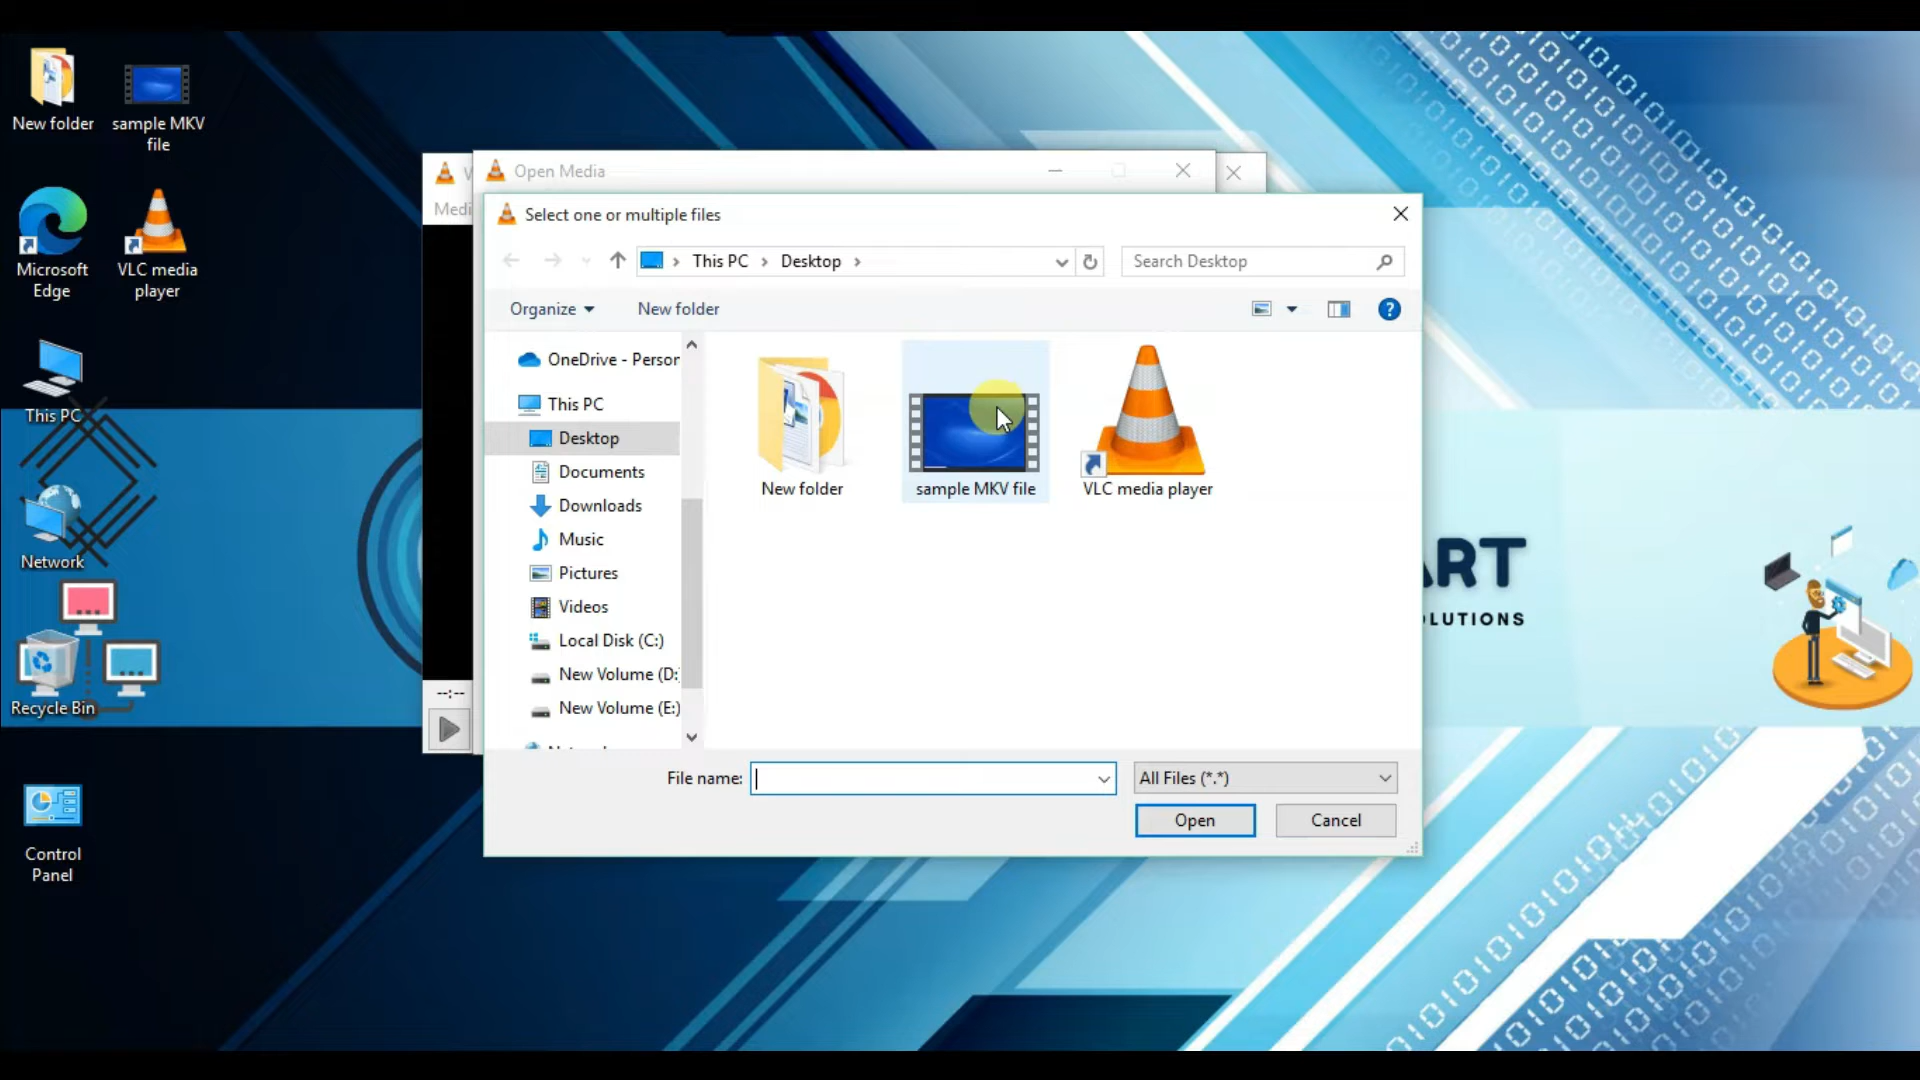 New folder
sample MKV
file
Microsoft
Edge
VLC media
player
This PC
Network
Recycle Bin
Control
Panel
Medi
--:--
Open Media
Select one or multiple files
This PC
Desktop
Search Desktop
Organize
New folder
OneDrive - Person
This PC
Desktop
Documents
Downloads
Music
Pictures
Videos
Local Disk (C:)
New Volume (D:
New Volume (E:)
New folder
sample MKV file
VLC media player
File name:
All Files (*.*)
Open
Cancel
ART
LUTIONS